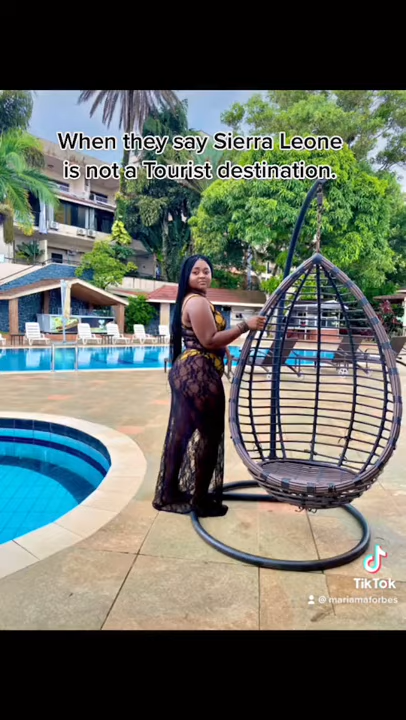 When they say Sierra Leone
is not a Tourist destination.
TikTok
@mariamaforbes